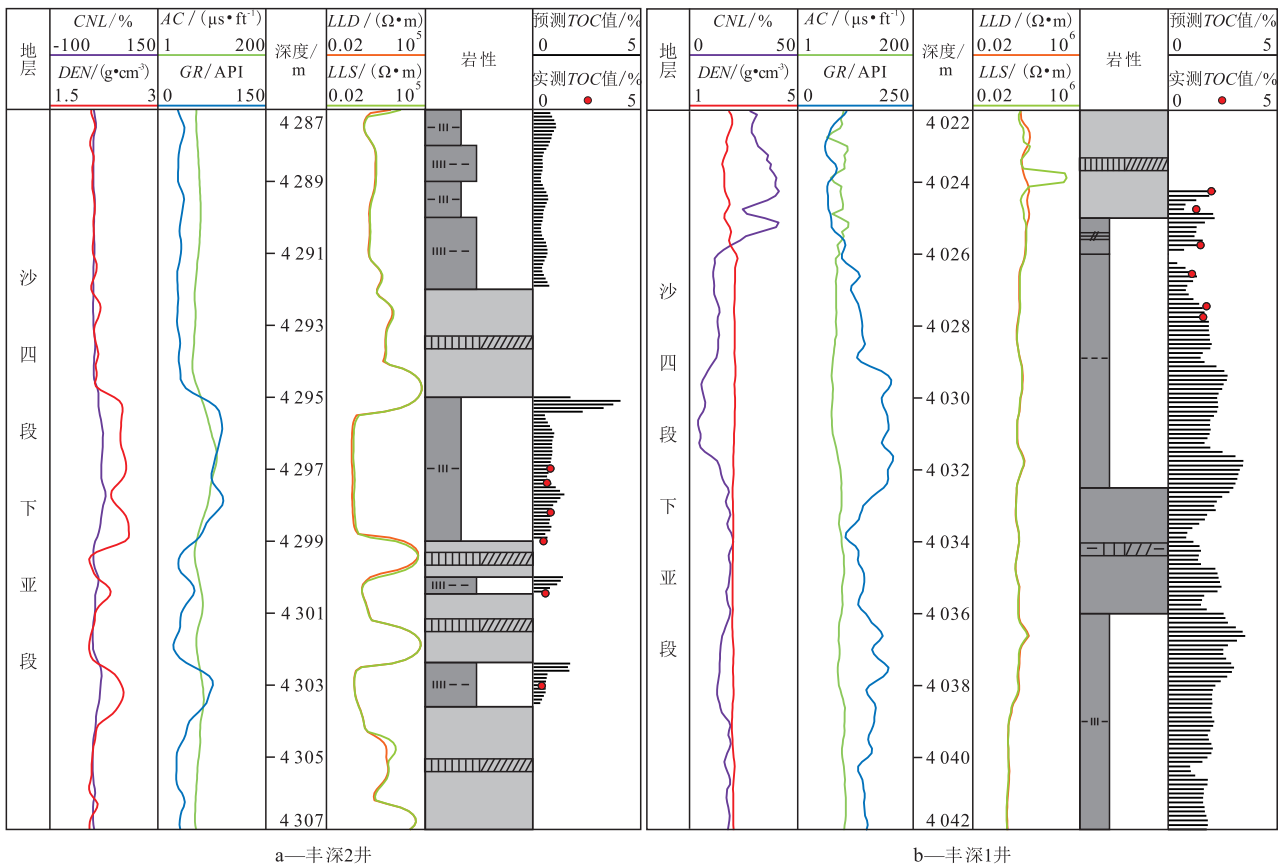 地层
CNL/%
-100 150
DEN/(g•cm³)
1.5 3
AC/(μs•ft⁻¹)
1 200
GR/API
0 150
深度/m
LLD/(Ω•m)
0.02 10⁵
LLS/(Ω•m)
0.02 10⁵
岩性
预测TOC值/%
0 5
实测TOC值/%
0 5
沙四段下亚段
4 287
4 289
4 291
4 293
4 295
4 297
4 299
4 301
4 303
4 305
4 307
a—丰深2井
地层
CNL/%
0 50
DEN/(g•cm³)
1 5
AC/(μs•ft⁻¹)
1 200
GR/API
0 250
深度/m
LLD/(Ω•m)
0.02 10⁶
LLS/(Ω•m)
0.02 10⁶
岩性
预测TOC值/%
0 5
实测TOC值/%
0 5
沙四段下亚段
4 022
4 024
4 026
4 028
4 030
4 032
4 034
4 036
4 038
4 040
4 042
b—丰深1井